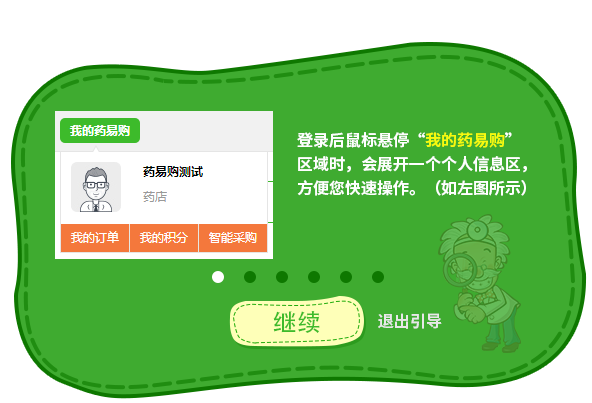 我的药易购
药易购测试
药店
我的订单 我的积分 智能采购
登录后鼠标悬停“我的药易购”
区域时，会展开一个个人信息区，
方便您快速操作。（如左图所示）
继续 退出引导